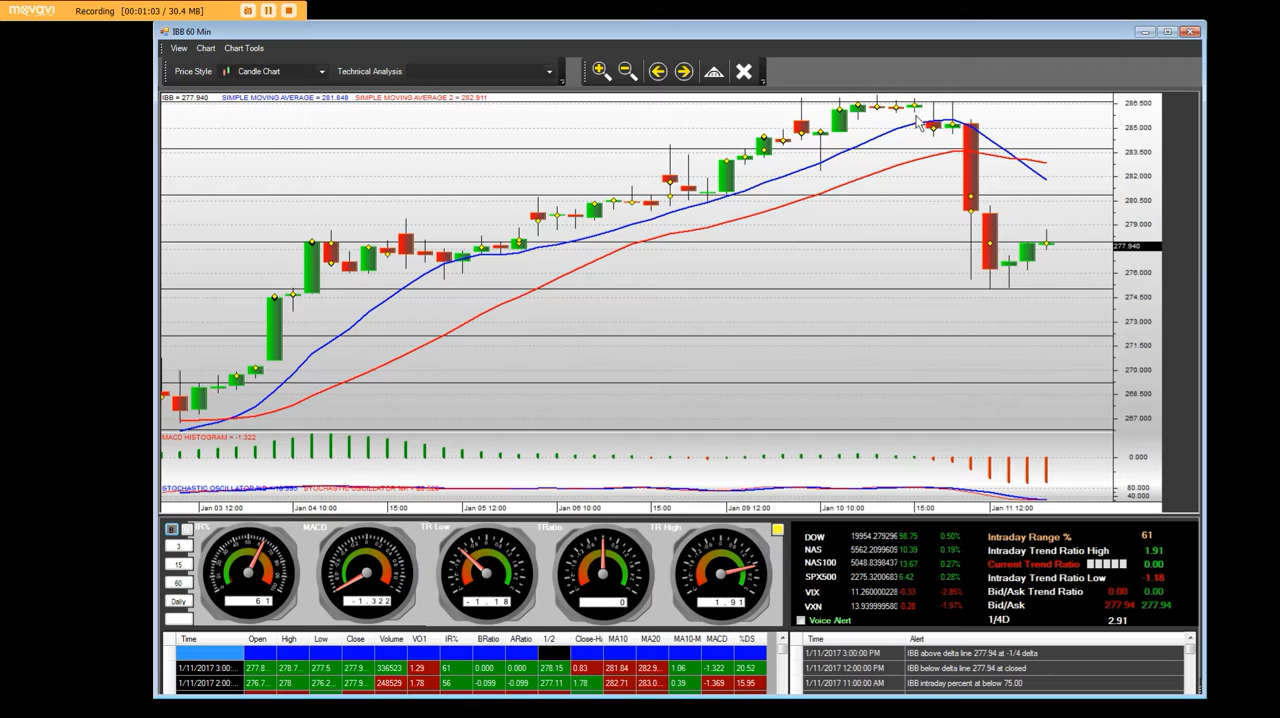 movavi Recording (00:01:03 / 30.4 MB)
IBB 60 Min
View Chart Chart Tools
Price Style Candle Chart Technical Analysis
IBB = 277.940 SIMPLE MOVING AVERAGE = 281.848 SIMPLE MOVING AVERAGE 2 = 282.911
286.500
285.000
283.500
282.000
280.500
279.000
277.940
276.000
274.500
273.000
271.500
270.000
268.500
267.000
MACD HISTOGRAM = -1.322
0.000
80.000
40.000
Jan 03 12 Jan 04 10 15:00 Jan 05 12 Jan 06 10 15:00 Jan 09 12:00 Jan 10 10:00 15:00 Jan 11 12:00
IR% MACD TR Low TRatio TR High
3
15
60
Daily
61 -1.322 -1.18 0 1.91
DOW 19954.279296 98.75 0.50%
NAS 5562.2099609 10.39 0.19%
NAS100 5048.8398437 13.67 0.27%
SPX500 2275.3200683 6.42 0.28%
VIX 11.260000228 -0.33 -2.85%
VXN 13.939999580 -0.28 -1.97%
Voice Alert
Intraday Range % 61
Intraday Trend Ratio High 1.91
Current Trend Ratio 0.00
Intraday Trend Ratio Low -1.18
Bid/Ask Trend Ratio 0.00 0.00
Bid/Ask 277.94 277.94
1/4D 2.91
Time Open High Low Close Volume VO1 IR% BRatio ARatio 1/2 Close-Ha MA10 MA20 MA10-M MACD %DS
1/11/2017 3:00:... 277.8... 278.7... 277.5 277.9... 336523 1.29 61 0.000 0.000 278.15 0.83 281.84 282.9... 1.06 -1.322 20.52
1/11/2017 2:00:... 276.7... 278 276.5 277.9... 248529 1.78 56 -0.099 -0.099 277.11 1.78 282.71 283.0... 0.39 -1.369 15.95
Time Alert
1/11/2017 3:00:00 PM IBB above delta line 277.94 at -1/4 delta
1/11/2017 12:00:00 PM IBB below delta line 277.94 at closed
1/11/2017 11:00:00 AM IBB intraday percent at below 75.00